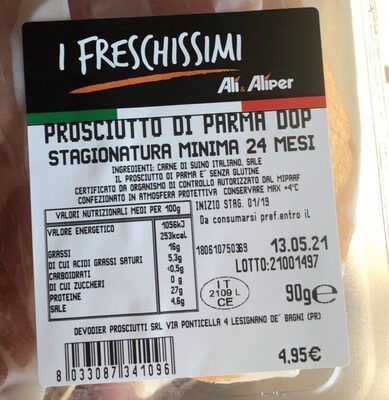 I FRESCHISSIMI
Alì & Aliper
PROSCIUTTO DI PARMA DOP
STAGIONATURA MINIMA 24 MESI
INGREDIENTI: CARNE DI SUINO ITALIANO, SALE
IL PROSCIUTTO DI PARMA E' SENZA GLUTINE
CERTIFICATO DA ORGANISMO DI CONTROLLO AUTORIZZATO DAL MIPAAF
CONFEZIONATO IN ATMOSFERA PROTETTIVA CONSERVARE MAX +4°C
VALORI NUTRIZIONALI MEDI PER 100g
VALORE ENERGETICO 1056kJ
253kcal
GRASSI 16g
DI CUI ACIDI GRASSI SATURI 5,3g
CARBOIDRATI <0,5g
DI CUI ZUCCHERI 0 g
PROTEINE 27g
SALE 4,6g
INIZIO STAG. 01/19
Da consumarsi pref.entro il
180610750369 13.05.21
LOTTO:21001497
IT
2109 L
CE
90g e
DEVODIER PROSCIUTTI SRL VIA PONTICELLA 4 LESIGNANO DE' BAGNI (PR)
8 033087 341096
4,95€